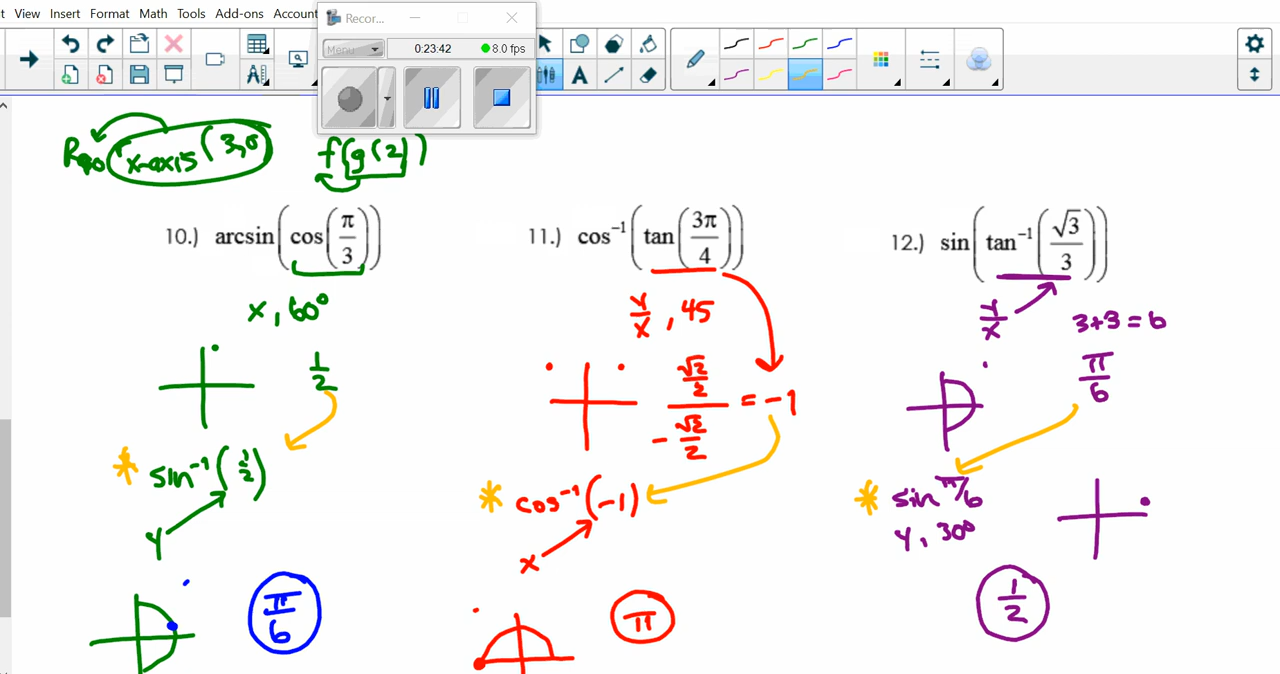 t View Insert Format Math Tools Add-ons Account
Recor...
Menu 0:23:42 8.0 fps
A
A
R90 (rx-axis (3,0) f(g(2))
10.) arcsin(cos(π/3)) 11.) cos⁻¹(tan(3π/4)) 12.) sin(tan⁻¹(√3/3))
x, 60° y/x, 45 y/x 3+3=6
1/2 √2/2 / -√2/2 = -1 π/6
* sin⁻¹(1/2) * cos⁻¹(-1) * sin π/6
y x y, 30°
π/6 π 1/2